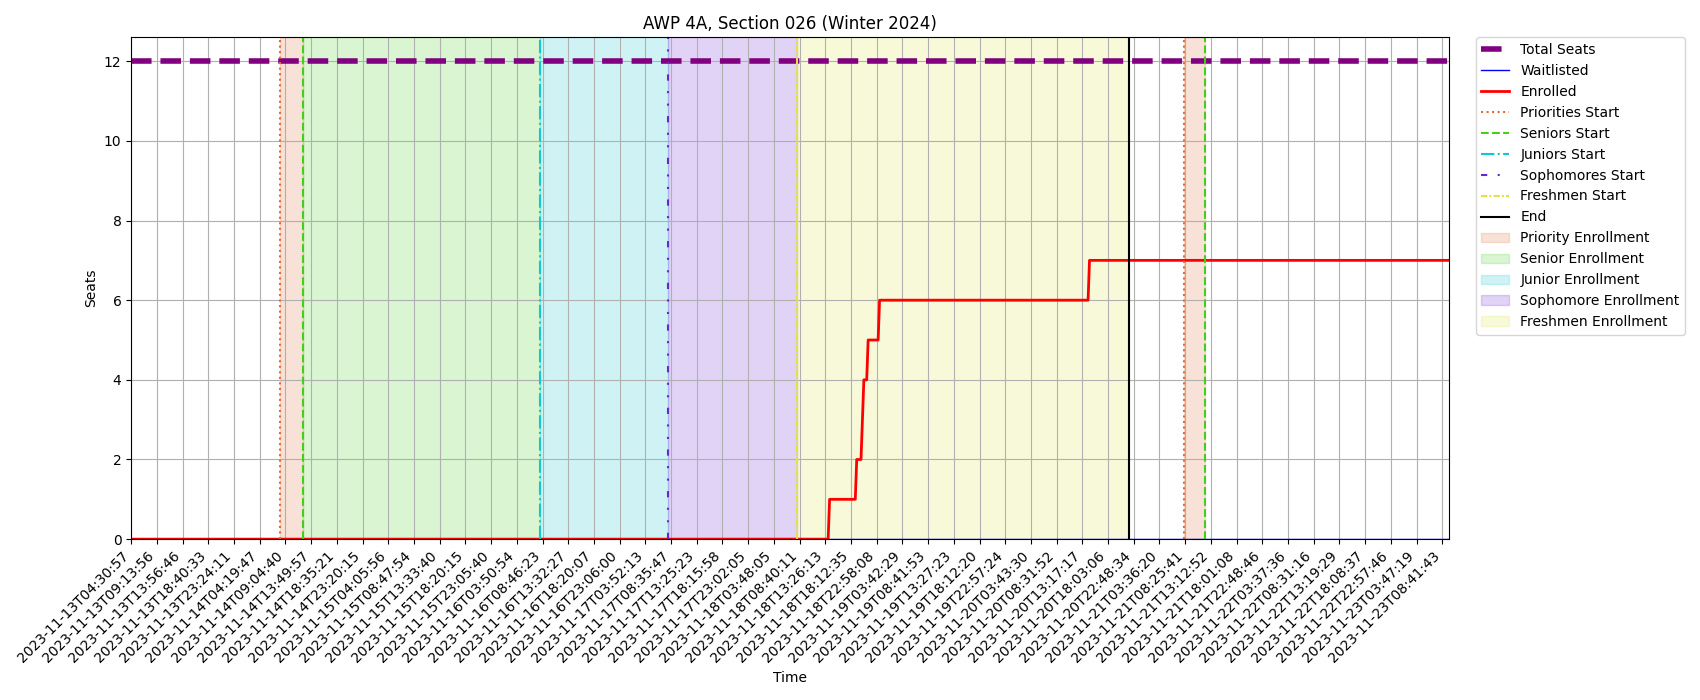 AWP 4A, Section 026 (Winter 2024)
Seats
12
10
8
6
4
2
0
2023-11-13T04:30:57
2023-11-13T09:13:56
2023-11-13T13:56:46
2023-11-13T18:40:33
2023-11-13T23:24:11
2023-11-14T04:19:47
2023-11-14T09:04:40
2023-11-14T13:49:57
2023-11-14T18:35:21
2023-11-14T23:20:15
2023-11-15T04:05:56
2023-11-15T08:47:54
2023-11-15T13:33:40
2023-11-15T18:20:15
2023-11-15T23:05:40
2023-11-16T03:50:54
2023-11-16T08:46:23
2023-11-16T13:32:27
2023-11-16T18:20:07
2023-11-16T23:06:00
2023-11-17T03:52:13
2023-11-17T08:35:47
2023-11-17T13:25:23
2023-11-17T18:15:58
2023-11-17T23:02:05
2023-11-18T03:48:05
2023-11-18T08:40:11
2023-11-18T13:26:13
2023-11-18T18:12:35
2023-11-18T22:58:08
2023-11-19T03:42:29
2023-11-19T08:41:53
2023-11-19T13:27:23
2023-11-19T18:12:20
2023-11-19T22:57:24
2023-11-20T03:43:30
2023-11-20T08:31:52
2023-11-20T13:17:17
2023-11-20T18:03:06
2023-11-20T22:48:34
2023-11-21T03:36:20
2023-11-21T08:25:41
2023-11-21T13:12:52
2023-11-21T18:01:08
2023-11-21T22:48:46
2023-11-22T03:37:36
2023-11-22T08:31:16
2023-11-22T13:19:29
2023-11-22T18:08:37
2023-11-22T22:57:46
2023-11-23T03:47:19
2023-11-23T08:41:43
Time
Total Seats
Waitlisted
Enrolled
Priorities Start
Seniors Start
Juniors Start
Sophomores Start
Freshmen Start
End
Priority Enrollment
Senior Enrollment
Junior Enrollment
Sophomore Enrollment
Freshmen Enrollment